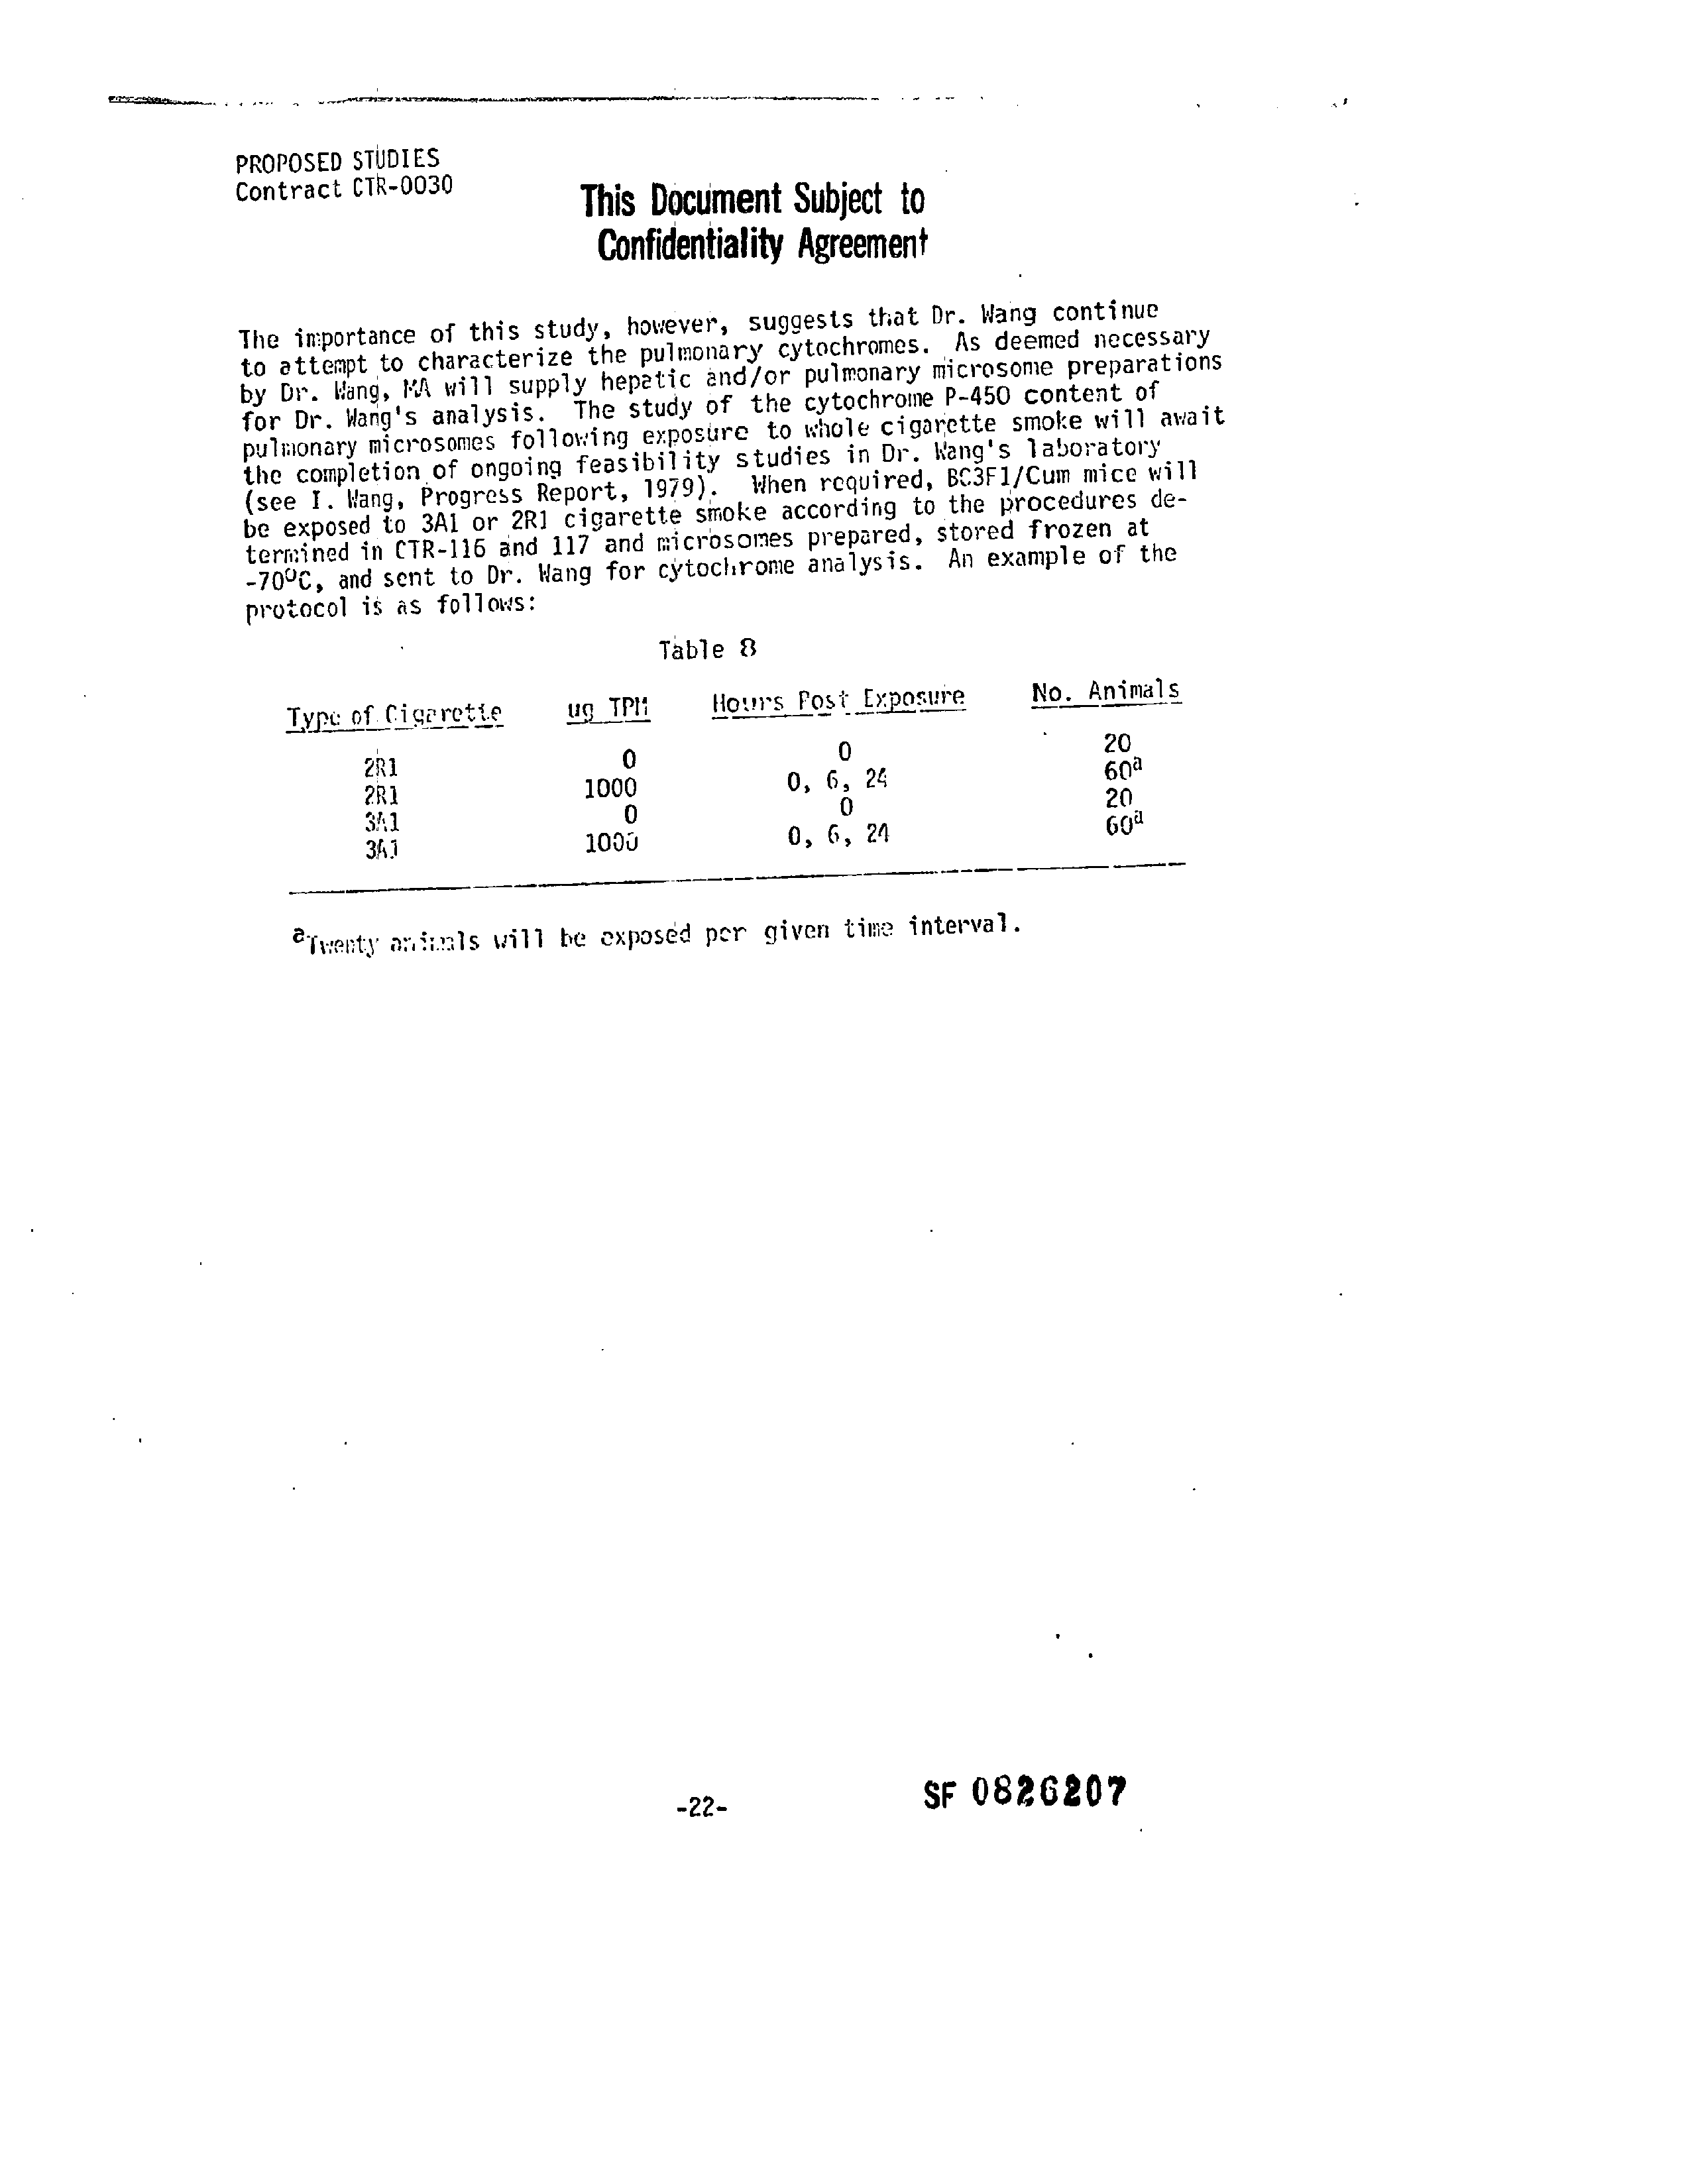 PROPOSED STUDIES
Contract CTR-0030
This Document Subject to
Confidentiality Agreement
The importance of this study, however, suggests that Dr. Wang continue
to attempt to characterize the pulmonary cytochromes. As deemed necessary
by Dr. Wang, MA will supply hepatic and/or pulmonary microsome preparations
for Dr. Wang's analysis. The study of the cytochrome P-450 content of
pulmonary microsomes following exposure to whole cigarette smoke will await
the completion of ongoing feasibility studies in Dr. Wang's laboratory
(see I. Wang, Progress Report, 1979). When required, BC3F1/Cum mice will
be exposed to 3A1 or 2R1 cigarette smoke according to the procedures de-
termined in CTR-116 and 117 and microsomes prepared, stored frozen at
-70°C, and sent to Dr. Wang for cytochrome analysis. An example of the
protocol is as follows:
Table 8
Type of Cigarette ug TPM Hours Post Exposure No. Animals
2R1 0 0 20
2R1 1000 0, 6, 24 60a
3A1 0 0 20
3A1 1000 0, 6, 24 60a
aTwenty animals will be exposed per given time interval.
-22-
SF 0826207